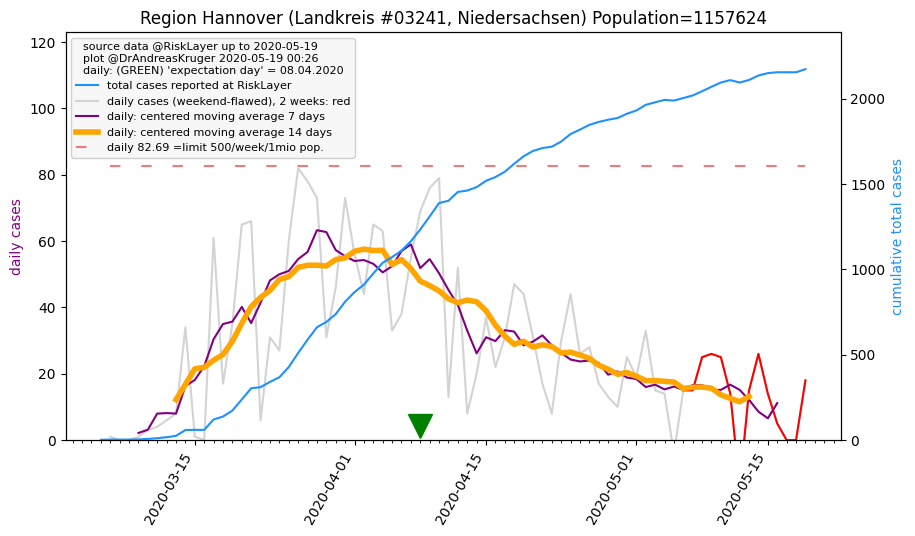 Region Hannover (Landkreis #03241, Niedersachsen) Population=1157624
source data @RiskLayer up to 2020-05-19
plot @DrAndreasKruger 2020-05-19 00:26
daily: (GREEN) 'expectation day' = 08.04.2020
total cases reported at RiskLayer
daily cases (weekend-flawed), 2 weeks: red
daily: centered moving average 7 days
daily: centered moving average 14 days
daily 82.69 =limit 500/week/1mio pop.
daily cases
120
100
80
60
40
20
0
cumulative total cases
2000
1500
1000
500
0
2020-03-15
2020-04-01
2020-04-15
2020-05-01
2020-05-15